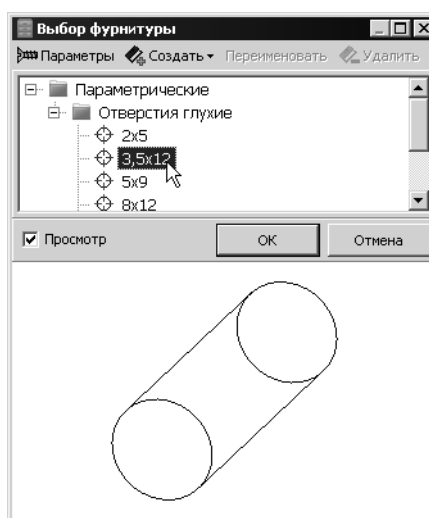 Выбор фурнитуры
Параметры Создать Переименовать Удалить
Параметрические
Отверстия глухие
2x5
3,5x12
5x9
8x12
Просмотр OK Отмена